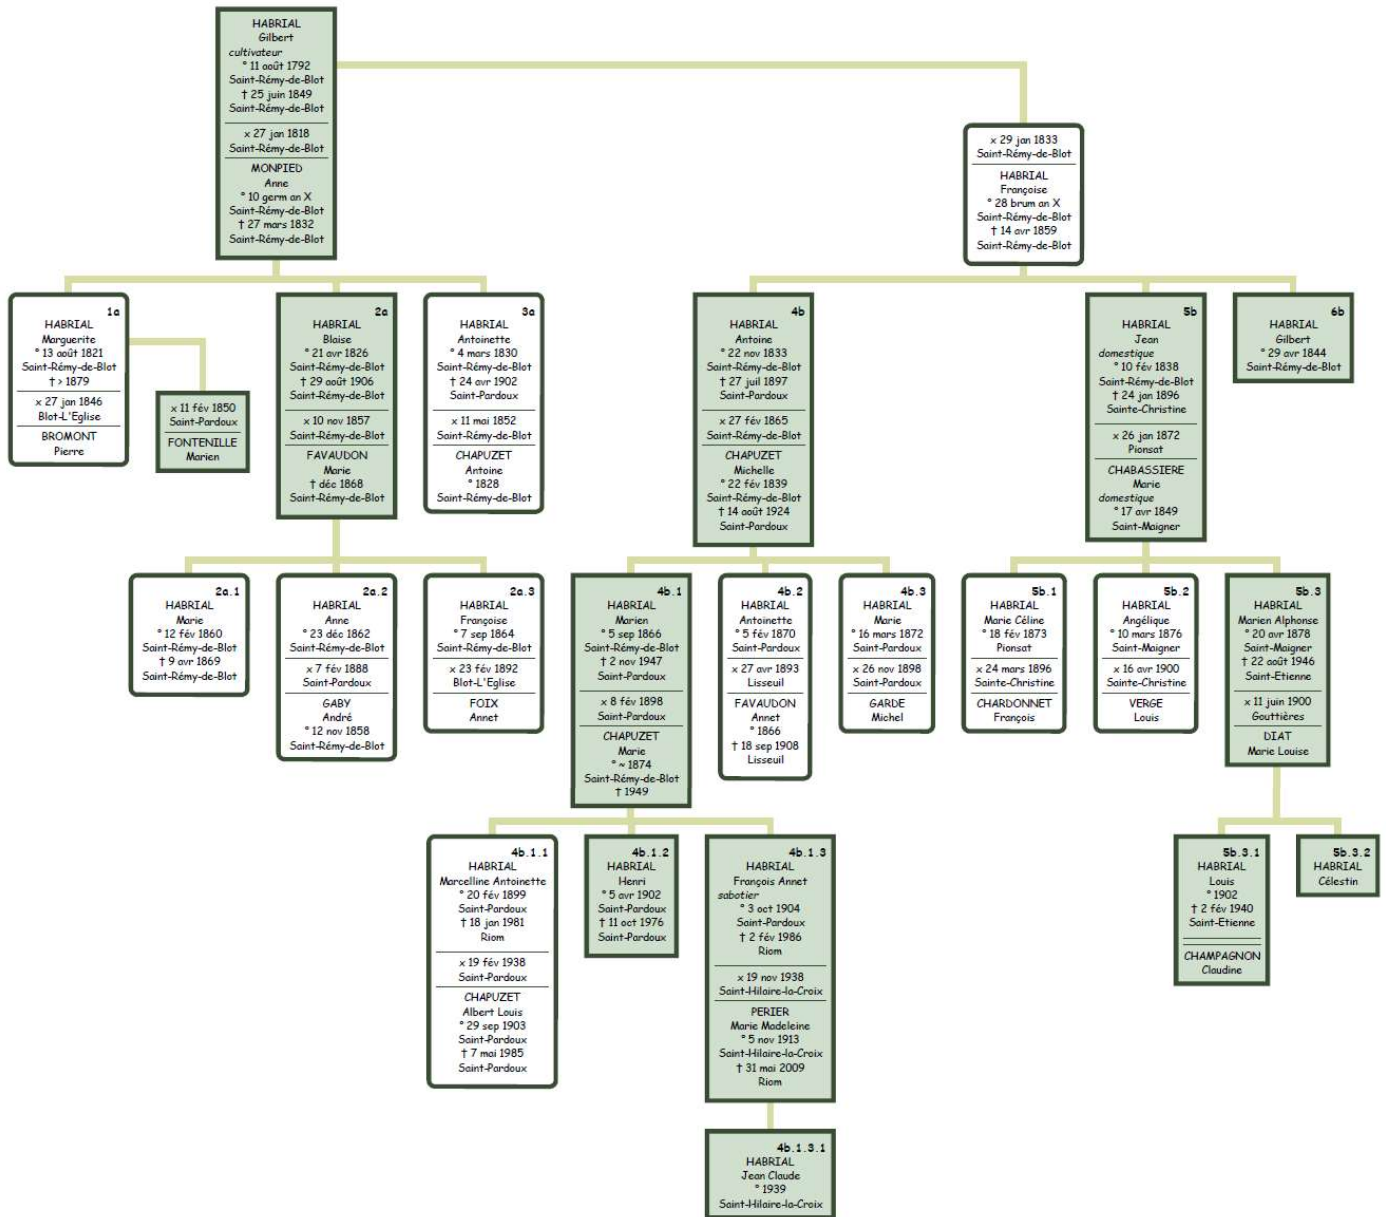 HABRIAL
Gilbert
cultivateur
° 11 août 1792
Saint-Rémy-de-Blot
† 25 juin 1849
Saint-Rémy-de-Blot
x 27 jan 1818
Saint-Rémy-de-Blot
MONPIED
Anne
° 10 germ an X
Saint-Rémy-de-Blot
† 27 mars 1832
Saint-Rémy-de-Blot
x 29 jan 1833
Saint-Rémy-de-Blot
HABRIAL
Françoise
° 28 brum an X
Saint-Rémy-de-Blot
† 14 avr 1859
Saint-Rémy-de-Blot
1a
HABRIAL
Marguerite
° 13 août 1821
Saint-Rémy-de-Blot
† > 1879
x 27 jan 1846
Blot-L'Eglise
BROMONT
Pierre
x 11 fév 1850
Saint-Pardoux
FONTENILLE
Marien
2a
HABRIAL
Blaise
° 21 avr 1826
Saint-Rémy-de-Blot
† 29 août 1906
Saint-Rémy-de-Blot
x 10 nov 1857
Saint-Rémy-de-Blot
FAVAUDON
Marie
† déc 1868
Saint-Rémy-de-Blot
3a
HABRIAL
Antoinette
° 4 mars 1830
Saint-Rémy-de-Blot
† 24 avr 1902
Saint-Pardoux
x 11 mai 1852
Saint-Rémy-de-Blot
CHAPUZET
Antoine
° 1828
Saint-Rémy-de-Blot
4b
HABRIAL
Antoine
° 22 nov 1833
Saint-Rémy-de-Blot
† 27 juil 1897
Saint-Pardoux
x 27 fév 1865
Saint-Rémy-de-Blot
CHAPUZET
Michelle
° 22 fév 1839
Saint-Rémy-de-Blot
† 14 août 1924
Saint-Pardoux
5b
HABRIAL
Jean
domestique
° 10 fév 1838
Saint-Rémy-de-Blot
† 24 jan 1896
Sainte-Christine
x 26 jan 1872
Pionsat
CHABASSIERE
Marie
domestique
° 17 avr 1849
Saint-Maigner
6b
HABRIAL
Gilbert
° 29 avr 1844
Saint-Rémy-de-Blot
2a.1
HABRIAL
Marie
° 12 fév 1860
Saint-Rémy-de-Blot
† 9 avr 1869
Saint-Rémy-de-Blot
2a.2
HABRIAL
Anne
° 23 déc 1862
Saint-Rémy-de-Blot
x 7 fév 1888
Saint-Pardoux
GABY
André
° 12 nov 1858
Saint-Rémy-de-Blot
2a.3
HABRIAL
Françoise
° 7 sep 1864
Saint-Rémy-de-Blot
x 23 fév 1892
Blot-L'Eglise
FOIX
Annet
4b.1
HABRIAL
Marien
° 5 sep 1866
Saint-Rémy-de-Blot
† 2 nov 1947
Saint-Pardoux
x 8 fév 1898
Saint-Pardoux
CHAPUZET
Marie
° ~ 1874
Saint-Rémy-de-Blot
† 1949
4b.2
HABRIAL
Antoinette
° 5 fév 1870
Saint-Pardoux
x 27 avr 1893
Lisseuil
FAVAUDON
Annet
° 1866
† 18 sep 1908
Lisseuil
4b.3
HABRIAL
Marie
° 16 mars 1872
Saint-Pardoux
x 26 nov 1898
Saint-Pardoux
GARDE
Michel
5b.1
HABRIAL
Marie Céline
° 18 fév 1873
Pionsat
x 24 mars 1896
Sainte-Christine
CHARDONNET
François
5b.2
HABRIAL
Angélique
° 10 mars 1876
Saint-Maigner
x 16 avr 1900
Sainte-Christine
VERGE
Louis
5b.3
HABRIAL
Marien Alphonse
° 20 avr 1878
Saint-Maigner
† 22 août 1946
Saint-Etienne
x 11 juin 1900
Gouttières
DIAT
Marie Louise
4b.1.1
HABRIAL
Marcelline Antoinette
° 20 fév 1899
Saint-Pardoux
† 18 jan 1981
Riom
x 19 fév 1938
Saint-Pardoux
CHAPUZET
Albert Louis
° 29 sep 1903
Saint-Pardoux
† 7 mai 1985
Saint-Pardoux
4b.1.2
HABRIAL
Henri
° 5 avr 1902
Saint-Pardoux
† 11 oct 1976
Saint-Pardoux
4b.1.3
HABRIAL
François Annet
sabotier
° 3 oct 1904
Saint-Pardoux
† 2 fév 1986
Riom
x 19 nov 1938
Saint-Hilaire-la-Croix
PERIER
Marie Madeleine
° 5 nov 1913
Saint-Hilaire-la-Croix
† 31 mai 2009
Riom
5b.3.1
HABRIAL
Louis
° 1902
† 2 fév 1940
Saint-Etienne
CHAMPAGNON
Claudine
5b.3.2
HABRIAL
Célestin
4b.1.3.1
HABRIAL
Jean Claude
° 1939
Saint-Hilaire-la-Croix